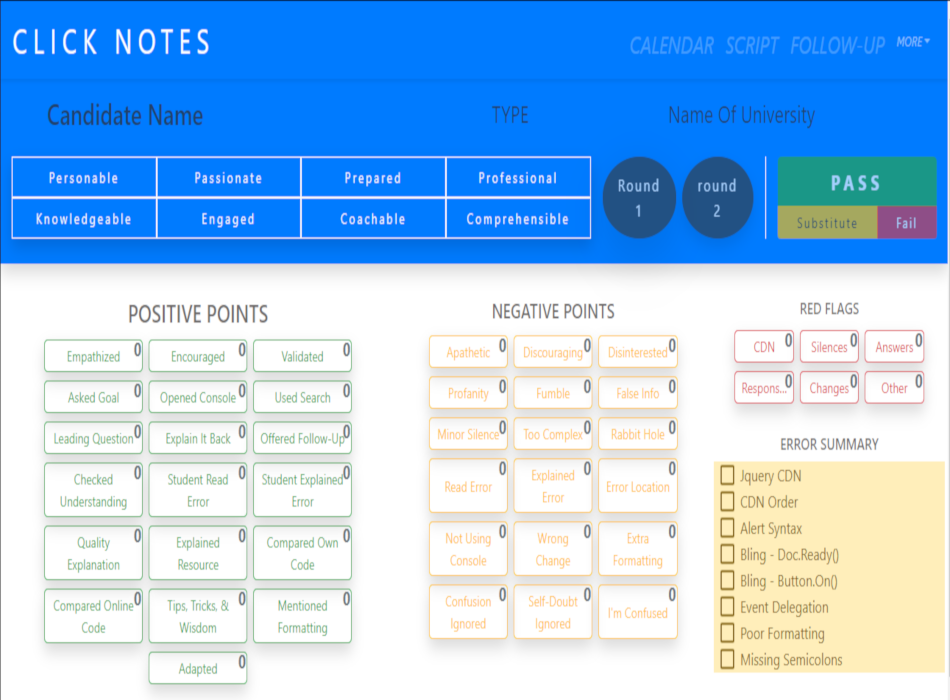 CLICK NOTES
CALENDAR SCRIPT FOLLOW-UP MORE
Candidate Name TYPE Name Of University
Personable Passionate Prepared Professional
Knowledgeable Engaged Coachable Comprehensible
Round
1
round
2
PASS
Substitute Fail
POSITIVE POINTS
Empathized 0 Encouraged 0 Validated 0
Asked Goal 0 Opened Console 0 Used Search 0
Leading Question 0 Explain It Back 0 Offered Follow-Up 0
Checked
Understanding 0
Student Read
Error 0
Student Explained
Error 0
Quality
Explanation 0
Explained
Resource 0
Compared Own
Code 0
Compared Online
Code 0
Tips, Tricks, &
Wisdom 0
Mentioned
Formatting 0
Adapted 0
NEGATIVE POINTS
Apathetic 0 Discouraging 0 Disinterested 0
Profanity 0 Fumble 0 False Info 0
Minor Silence 0 Too Complex 0 Rabbit Hole 0
Read Error 0
Explained
Error 0
Error Location 0
Not Using
Console 0
Wrong
Change 0
Extra
Formatting 0
Confusion
Ignored 0
Self-Doubt
Ignored 0
I'm Confused 0
RED FLAGS
CDN 0 Silences 0 Answers 0
Respons... 0 Changes 0 Other 0
ERROR SUMMARY
Jquery CDN
CDN Order
Alert Syntax
Bling - Doc.Ready()
Bling - Button.On()
Event Delegation
Poor Formatting
Missing Semicolons